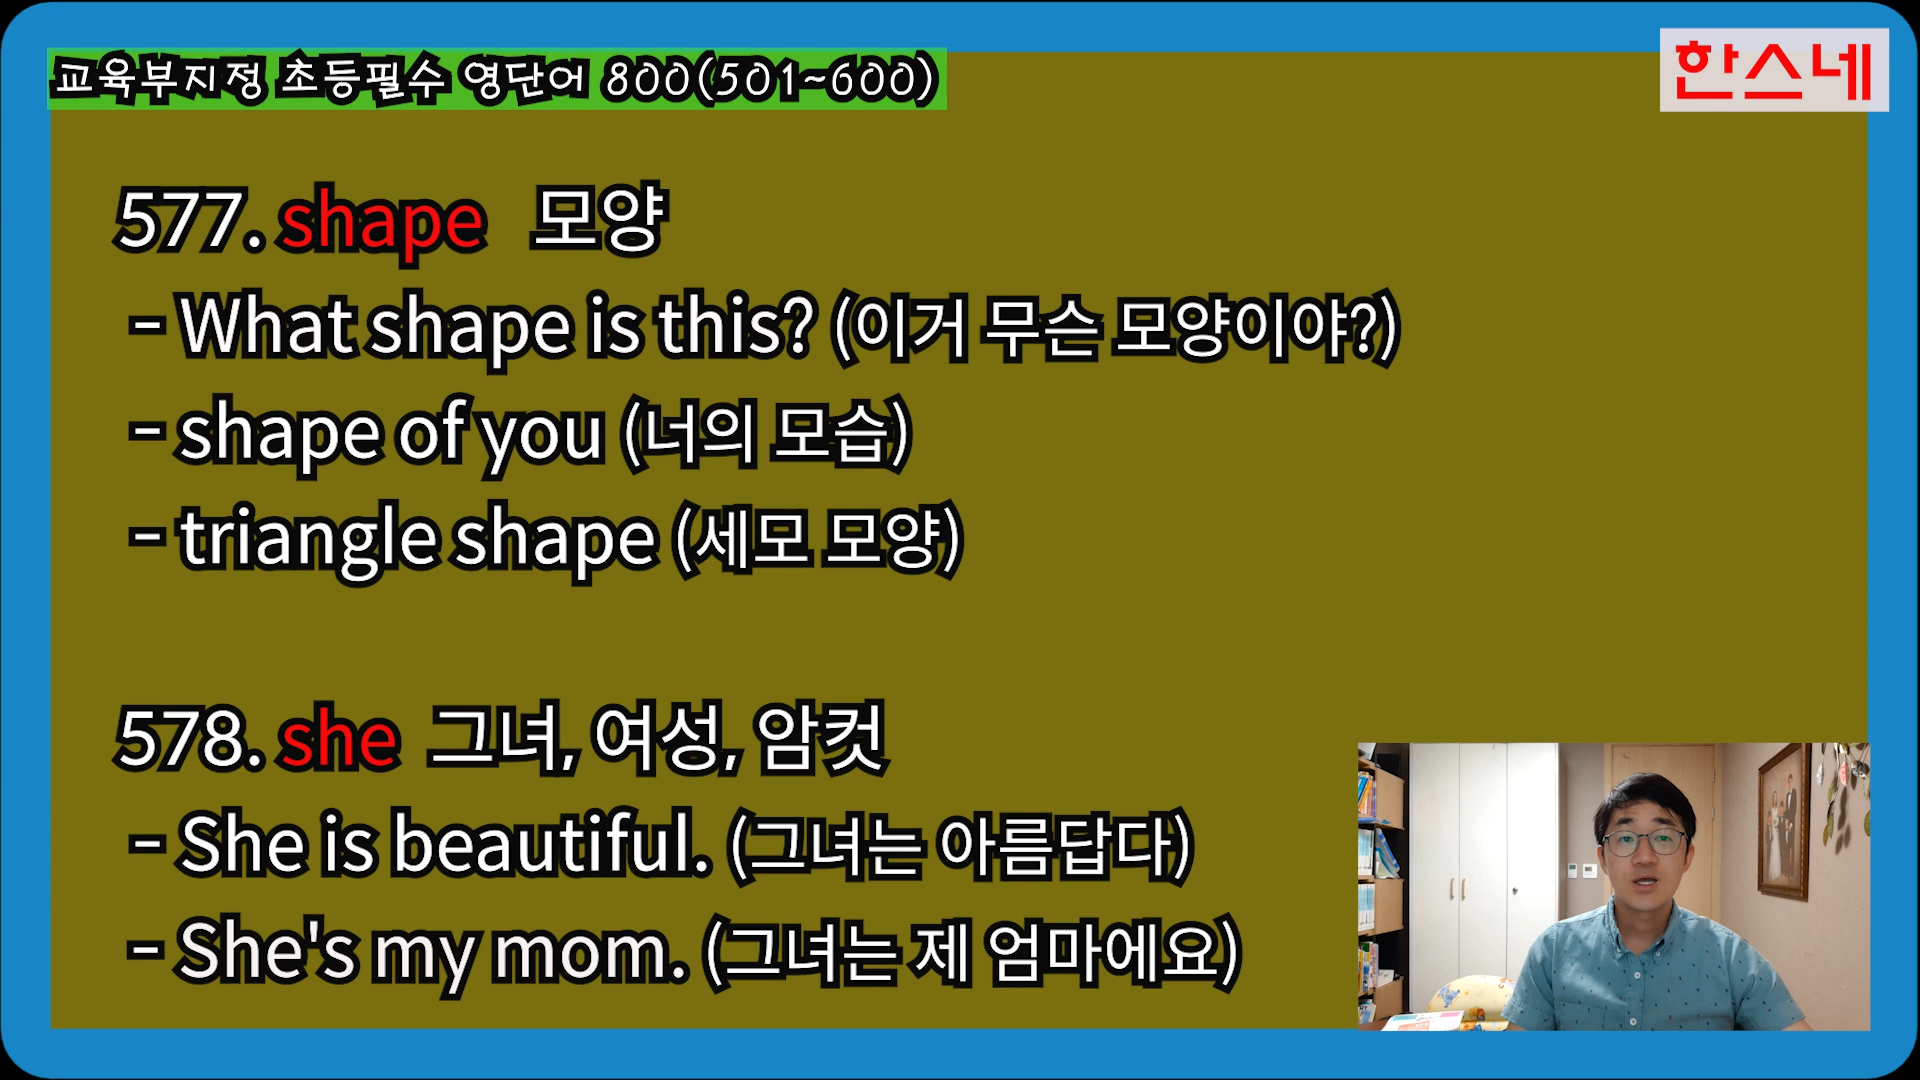 교육부지정 초등필수 영단어 800(501~600)
한스네
577. shape 모양
- What shape is this? (이거 무슨 모양이야?)
- shape of you (너의 모습)
- triangle shape (세모 모양)
578. she 그녀, 여성, 암컷
- She is beautiful. (그녀는 아름답다)
- She's my mom. (그녀는 제 엄마에요)